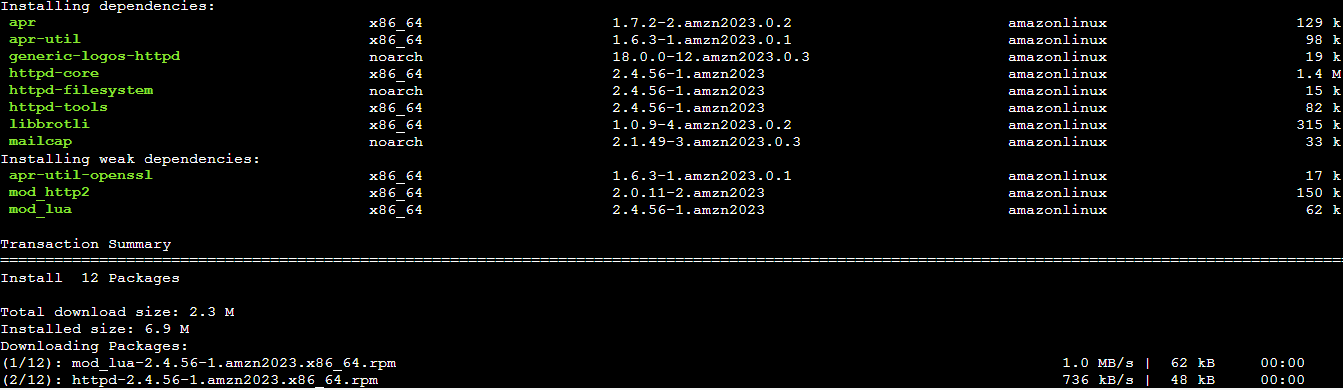 Installing dependencies:
apr x86_64 1.7.2-2.amzn2023.0.2 amazonlinux 129 k
apr-util x86_64 1.6.3-1.amzn2023.0.1 amazonlinux 98 k
generic-logos-httpd noarch 18.0.0-12.amzn2023.0.3 amazonlinux 19 k
httpd-core x86_64 2.4.56-1.amzn2023 amazonlinux 1.4 M
httpd-filesystem noarch 2.4.56-1.amzn2023 amazonlinux 15 k
httpd-tools x86_64 2.4.56-1.amzn2023 amazonlinux 82 k
libbrotli x86_64 1.0.9-4.amzn2023.0.2 amazonlinux 315 k
mailcap noarch 2.1.49-3.amzn2023.0.3 amazonlinux 33 k
Installing weak dependencies:
apr-util-openssl x86_64 1.6.3-1.amzn2023.0.1 amazonlinux 17 k
mod_http2 x86_64 2.0.11-2.amzn2023 amazonlinux 150 k
mod_lua x86_64 2.4.56-1.amzn2023 amazonlinux 62 k
Transaction Summary
================================================================================
Install 12 Packages
Total download size: 2.3 M
Installed size: 6.9 M
Downloading Packages:
(1/12): mod_lua-2.4.56-1.amzn2023.x86_64.rpm 1.0 MB/s | 62 kB 00:00
(2/12): httpd-2.4.56-1.amzn2023.x86_64.rpm 736 kB/s | 48 kB 00:00